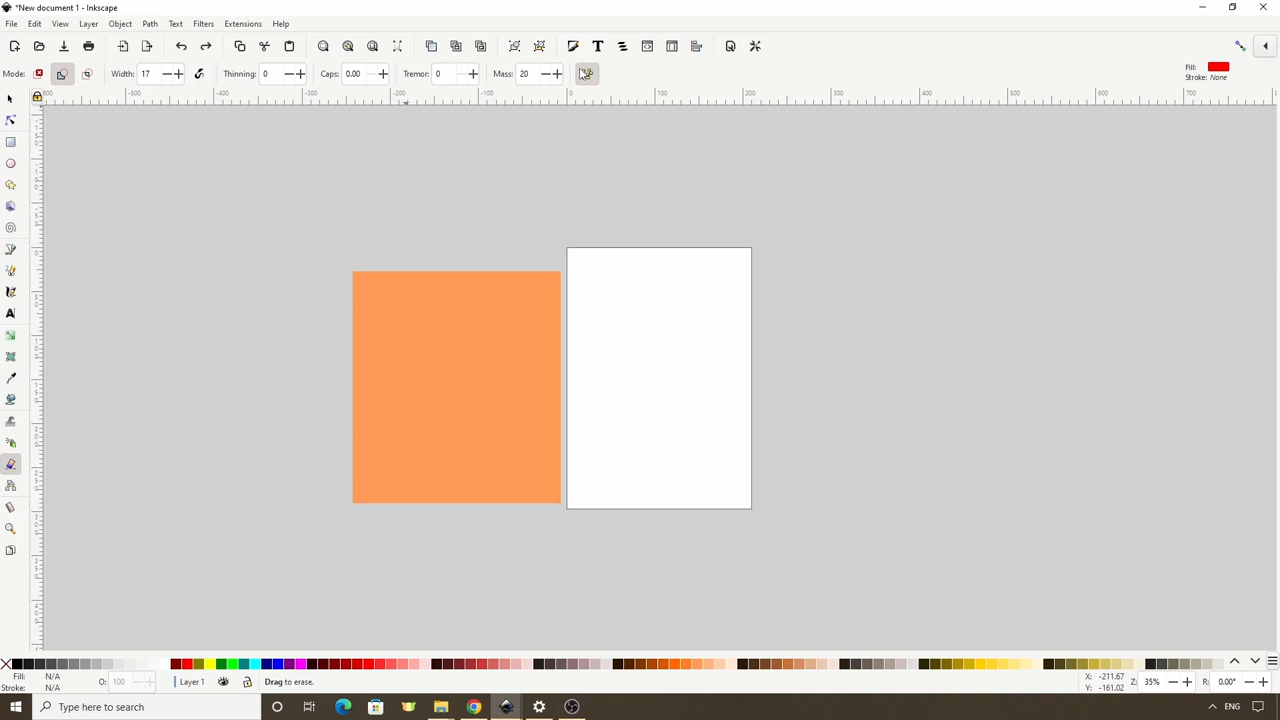 *New document 1 - Inkscape
File Edit View Layer Object Path Filters Text Extensions Help
Mode: Width: 17 Thinning: 0 Caps: 0.00 Tremor: 0 Mass: 20 Fill: Stroke: None
-300 -200 -100 0 100 200 300 400 500 600 700
Fill: N/A
Stroke: N/A
O: 100
Layer 1
Drag to erase.
X: -211.67
Y: -161.02
Z: 35%
R: 0.00°
Type here to search
ENG